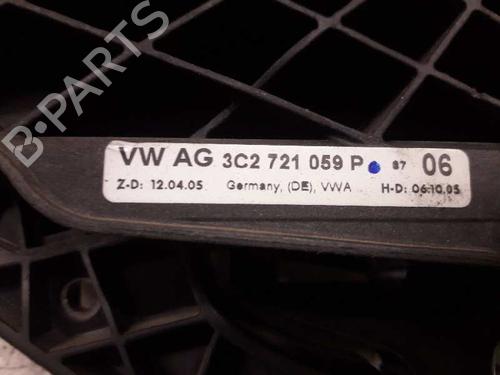 B-PARTS
VW AG 3C2 721 059 P 87 06
Z-D: 12.04.05 Germany, (DE), VWA H-D: 06.10.05